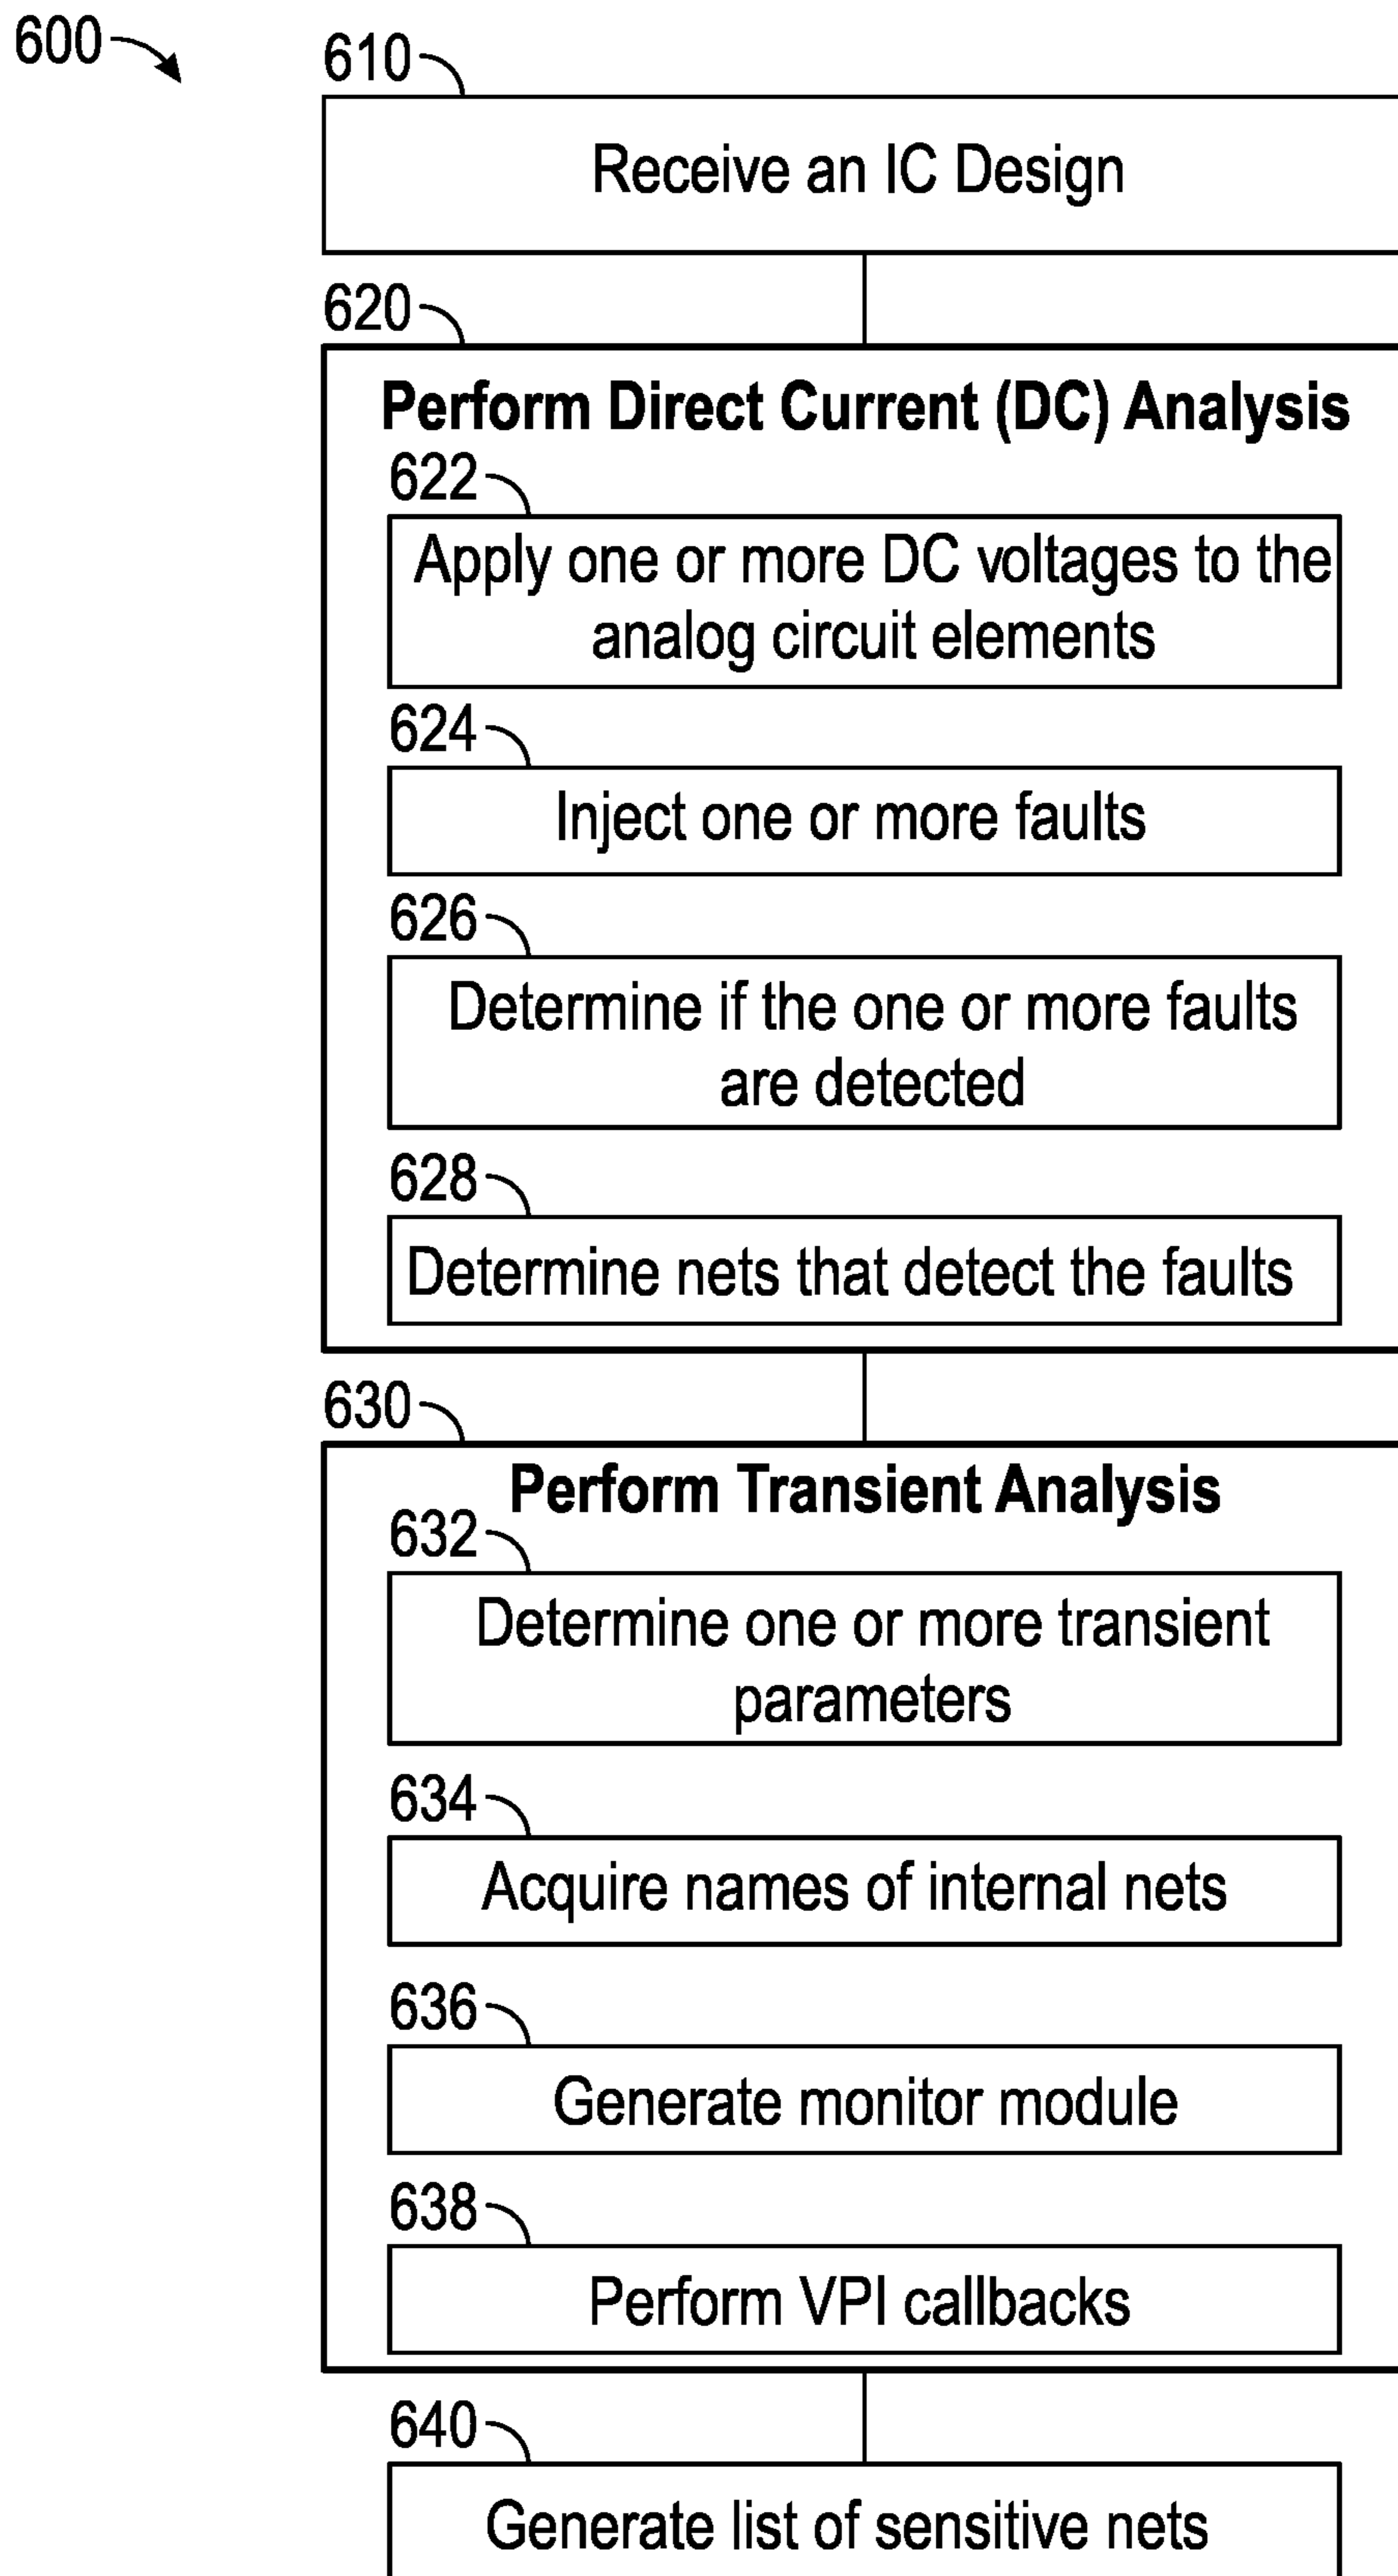 600
610
Receive an IC Design
620
Perform Direct Current (DC) Analysis
622
Apply one or more DC voltages to the
analog circuit elements
624
Inject one or more faults
626
Determine if the one or more faults
are detected
628
Determine nets that detect the faults
630
Perform Transient Analysis
632
Determine one or more transient
parameters
634
Acquire names of internal nets
636
Generate monitor module
638
Perform VPI callbacks
640
Generate list of sensitive nets